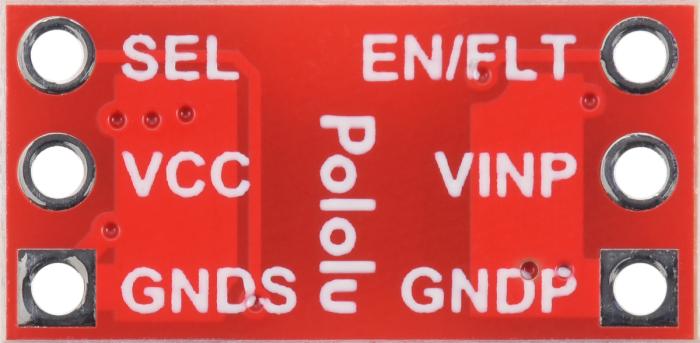 SEL
EN/FLT
VCC
VINP
GNDS
GNDP
Pololu